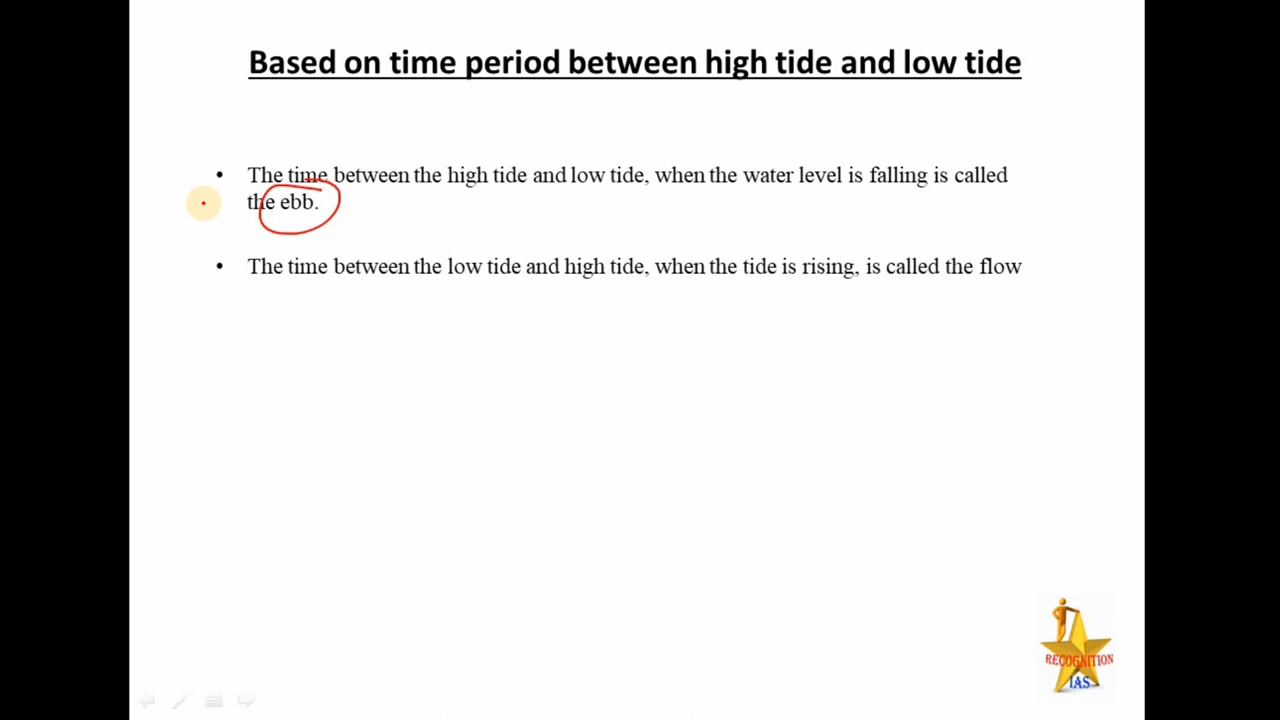 Based on time period between high tide and low tide
• The time between the high tide and low tide, when the water level is falling is called
the ebb.
• The time between the low tide and high tide, when the tide is rising, is called the flow
RECOGNITION
IAS